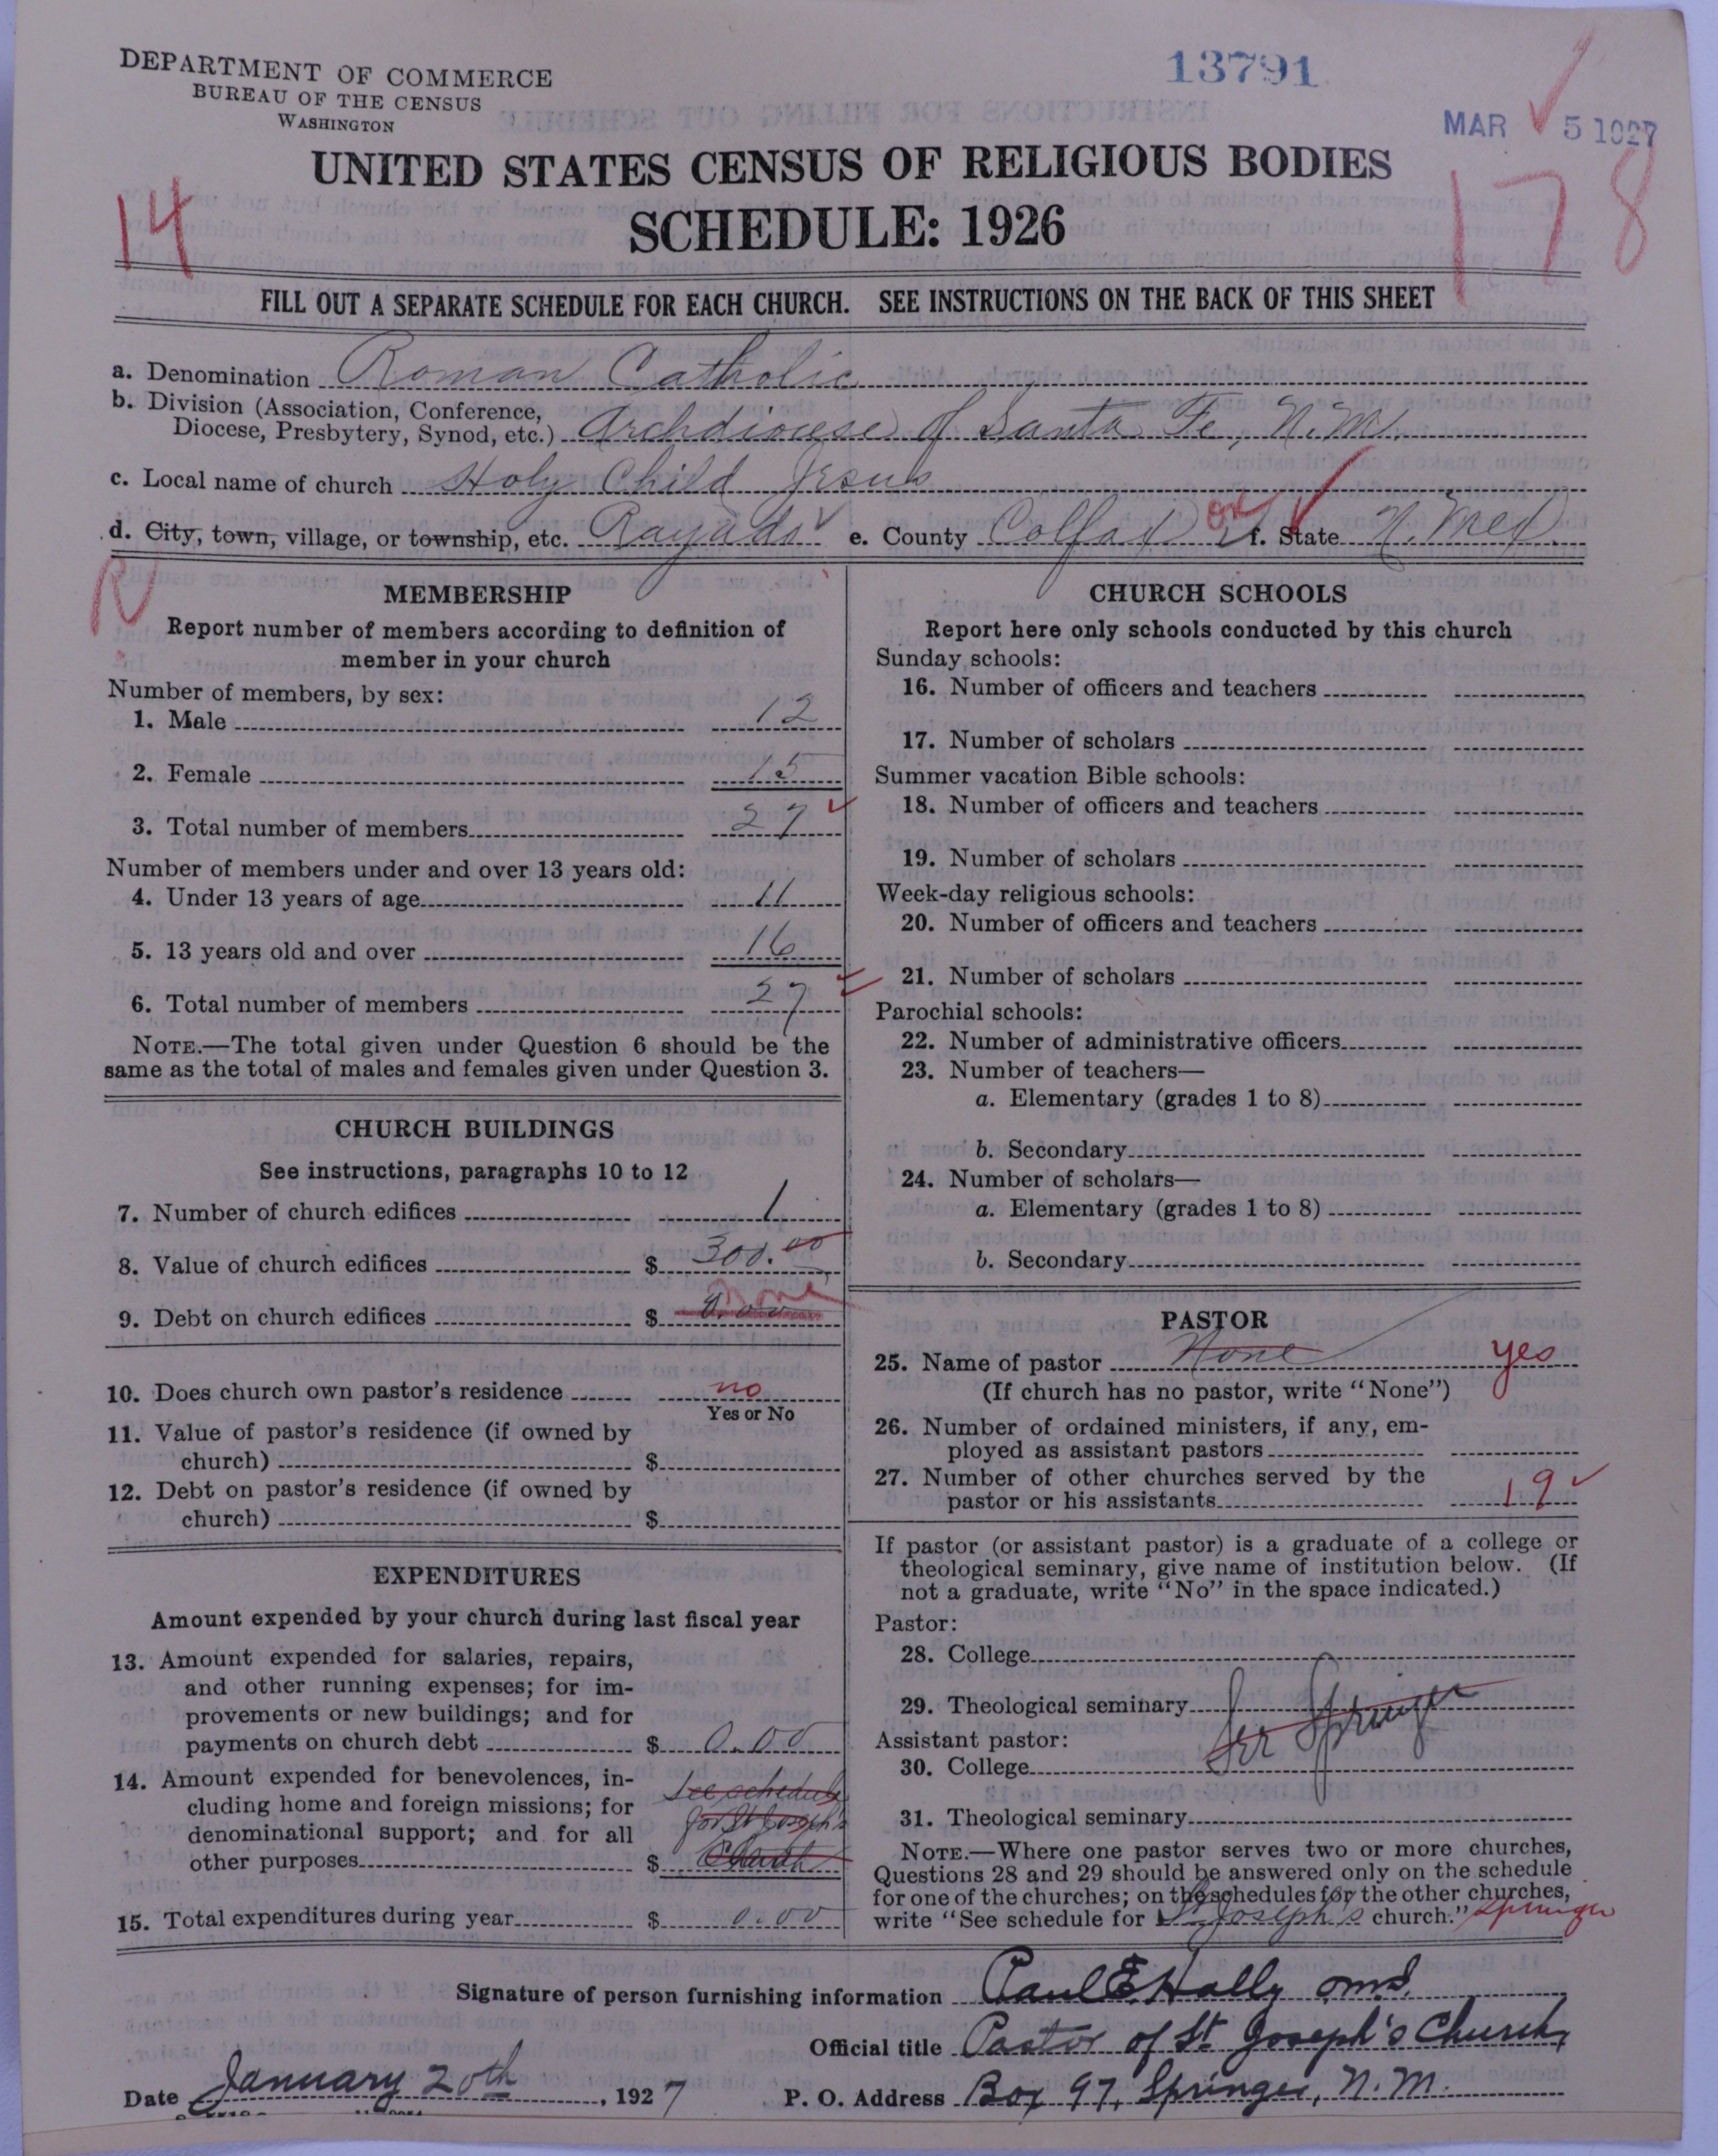 DEPARTMENT OF COMMERCE
BUREAU OF THE CENSUS
WASHINGTON
13791
MAR 5 1927
UNITED STATES CENSUS OF RELIGIOUS BODIES
SCHEDULE: 1926
14
178
FILL OUT A SEPARATE SCHEDULE FOR EACH CHURCH. SEE INSTRUCTIONS ON THE BACK OF THIS SHEET
a. Denomination Roman Catholic
b. Division (Association, Conference,
Diocese, Presbytery, Synod, etc.) Archdiocese of Santa Fe, N.M.
c. Local name of church Holy Child Jesus
d. City, town, village, or township, etc. Rayado e. County Colfax OK f. State N. Mex.
R
MEMBERSHIP
Report number of members according to definition of
member in your church
Number of members, by sex:
1. Male 12
2. Female 15
3. Total number of members 27
Number of members under and over 13 years old:
4. Under 13 years of age 11
5. 13 years old and over 16
6. Total number of members 27
NOTE.—The total given under Question 6 should be the
same as the total of males and females given under Question 3.
CHURCH BUILDINGS
See instructions, paragraphs 10 to 12
7. Number of church edifices 1
8. Value of church edifices $ 300.00
9. Debt on church edifices $ 0.00 None
10. Does church own pastor's residence no
Yes or No
11. Value of pastor's residence (if owned by
church) $
12. Debt on pastor's residence (if owned by
church) $
EXPENDITURES
Amount expended by your church during last fiscal year
13. Amount expended for salaries, repairs,
and other running expenses; for im-
provements or new buildings; and for
payments on church debt $ 0.00
14. Amount expended for benevolences, in-
cluding home and foreign missions; for
denominational support; and for all
other purposes $ See schedule for St Joseph's Church
15. Total expenditures during year $ 0.00
CHURCH SCHOOLS
Report here only schools conducted by this church
Sunday schools:
16. Number of officers and teachers
17. Number of scholars
Summer vacation Bible schools:
18. Number of officers and teachers
19. Number of scholars
Week-day religious schools:
20. Number of officers and teachers
21. Number of scholars
Parochial schools:
22. Number of administrative officers
23. Number of teachers—
a. Elementary (grades 1 to 8)
b. Secondary
24. Number of scholars—
a. Elementary (grades 1 to 8)
b. Secondary
PASTOR
25. Name of pastor None yes
(If church has no pastor, write "None")
26. Number of ordained ministers, if any, em-
ployed as assistant pastors
27. Number of other churches served by the
pastor or his assistants 19
If pastor (or assistant pastor) is a graduate of a college or
theological seminary, give name of institution below. (If
not a graduate, write "No" in the space indicated.)
Pastor:
28. College
29. Theological seminary
See Springer
Assistant pastor:
30. College
31. Theological seminary
NOTE.—Where one pastor serves two or more churches,
Questions 28 and 29 should be answered only on the schedule
for one of the churches; on the schedules for the other churches,
write "See schedule for St Joseph's church." Springer
Signature of person furnishing information Paul E. Hally
Official title Pastor of St Joseph's Church,
Date January 20th, 1927 P. O. Address Box 97, Springer, N.M.